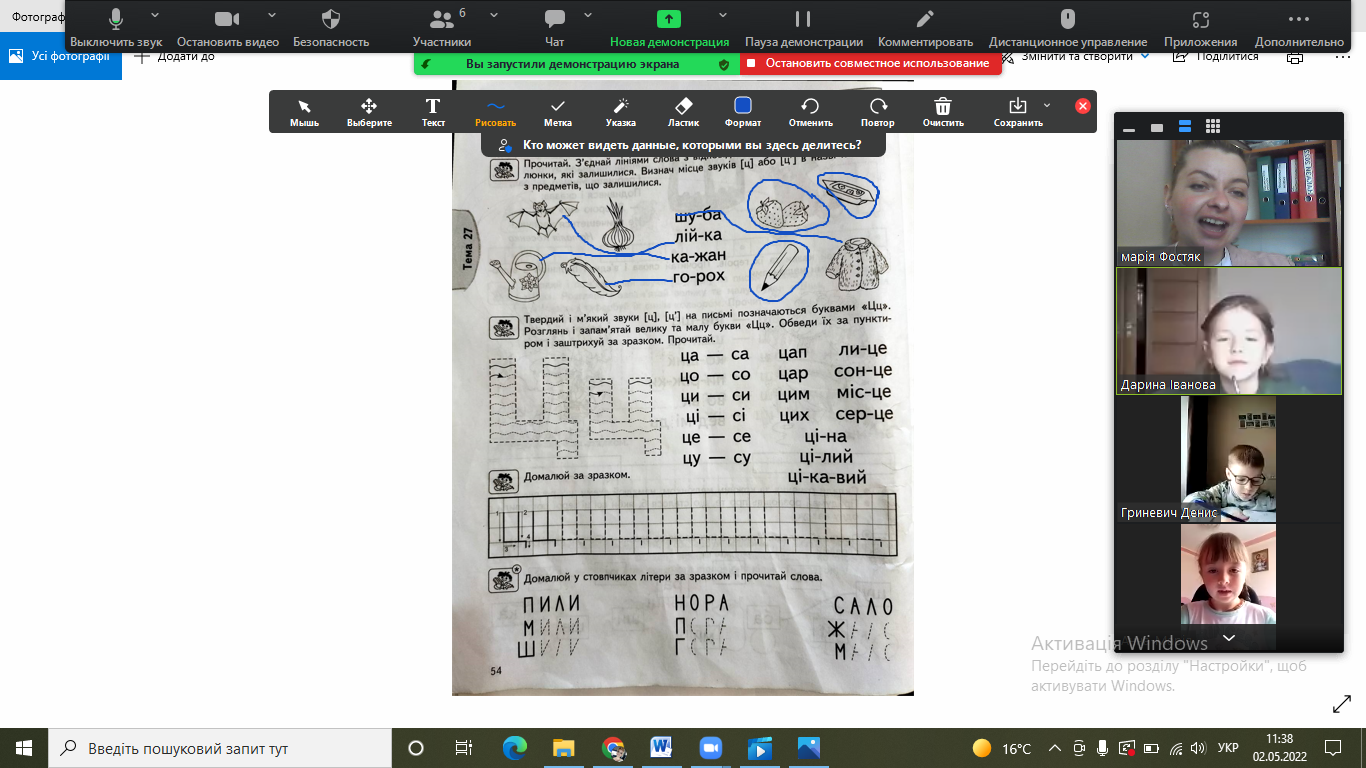 Фотограф
Выключить звук
Остановить видео
Безопасность
6
Участники
Чат
Новая демонстрация
Пауза демонстрации
Комментировать
Дистанционное управление
Приложения
Дополнительно
Усі фотографії
Додати до
Вы запустили демонстрацию экрана
Остановить совместное использование
Змінити та створити
Поділитися
Мышь
Выберите
Текст
Рисовать
Метка
Указка
Ластик
Формат
Отменить
Повтор
Очистить
Сохранить
Кто может видеть данные, которыми вы здесь делитесь?
Прочитай. З'єднай лініями слова з
люнки, які залишилися. Визнач місце звуків [ц] або [ц'] в
з предметів, що залишилися.
Тема 27
шу-ба
лій-ка
ка-жан
го-рох
Твердий і м'який звуки [ц], [ц'] на письмі позначаються буквами «Цц».
Розглянь і запам'ятай велику та малу букви «Цц». Обведи їх за пункти-
ром і заштрихуй за зразком. Прочитай.
Цц
ца — са цап ли-це
цо — со цар сон-це
ци — си цим міс-це
ці — сі цих сер-це
це — се ці-на
цу — су ці-лий
ці-ка-вий
Домалюй за зразком.
1 2
3 4
Домалюй у стовпчиках літери за зразком і прочитай слова.
ПИЛИ НОРА САЛО
М П Ж
Ш Г М
54
марія Фостяк
Дарина Іванова
Гриневич Денис
Активація Windows
Перейдіть до розділу "Настройки", щоб
активувати Windows.
Введіть пошуковий запит тут
16°C
УКР
11:38
02.05.2022